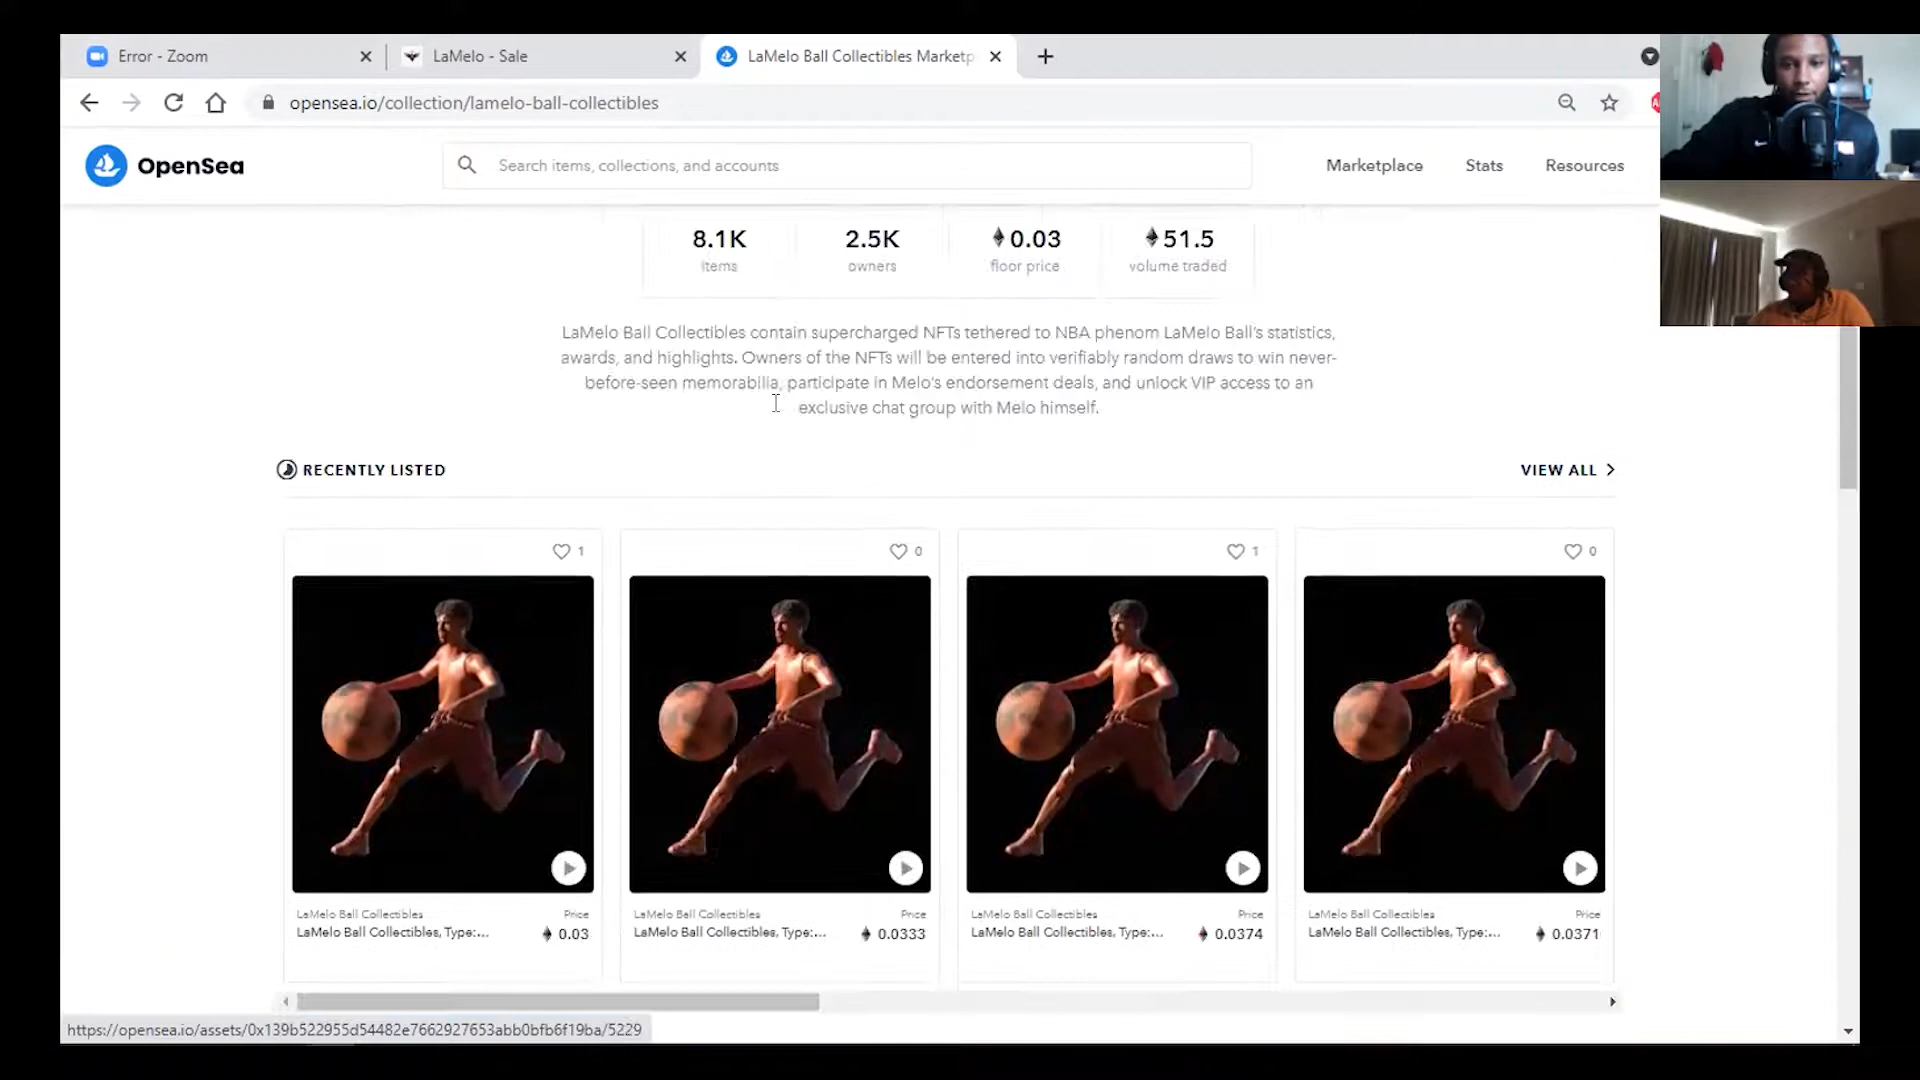 Error - Zoom
LaMelo - Sale
LaMelo Ball Collectibles Marketp
opensea.io/collection/lamelo-ball-collectibles
OpenSea
Search items, collections, and accounts
Marketplace
Stats
Resources
8.1K
items
2.5K
owners
0.03
floor price
51.5
volume traded
LaMelo Ball Collectibles contain supercharged NFTs tethered to NBA phenom LaMelo Ball's statistics,
awards, and highlights. Owners of the NFTs will be entered into verifiably random draws to win never-
before-seen memorabilia, participate in Melo's endorsement deals, and unlock VIP access to an
exclusive chat group with Melo himself.
RECENTLY LISTED
VIEW ALL
1
0
1
0
LaMelo Ball Collectibles Price
LaMelo Ball Collectibles, Type:... 0.03
LaMelo Ball Collectibles Price
LaMelo Ball Collectibles, Type:... 0.0333
LaMelo Ball Collectibles Price
LaMelo Ball Collectibles, Type:... 0.0374
LaMelo Ball Collectibles Price
LaMelo Ball Collectibles, Type:... 0.0371
https://opensea.io/assets/0x139b522955d54482e7662927653abb0bfb6f19ba/5229